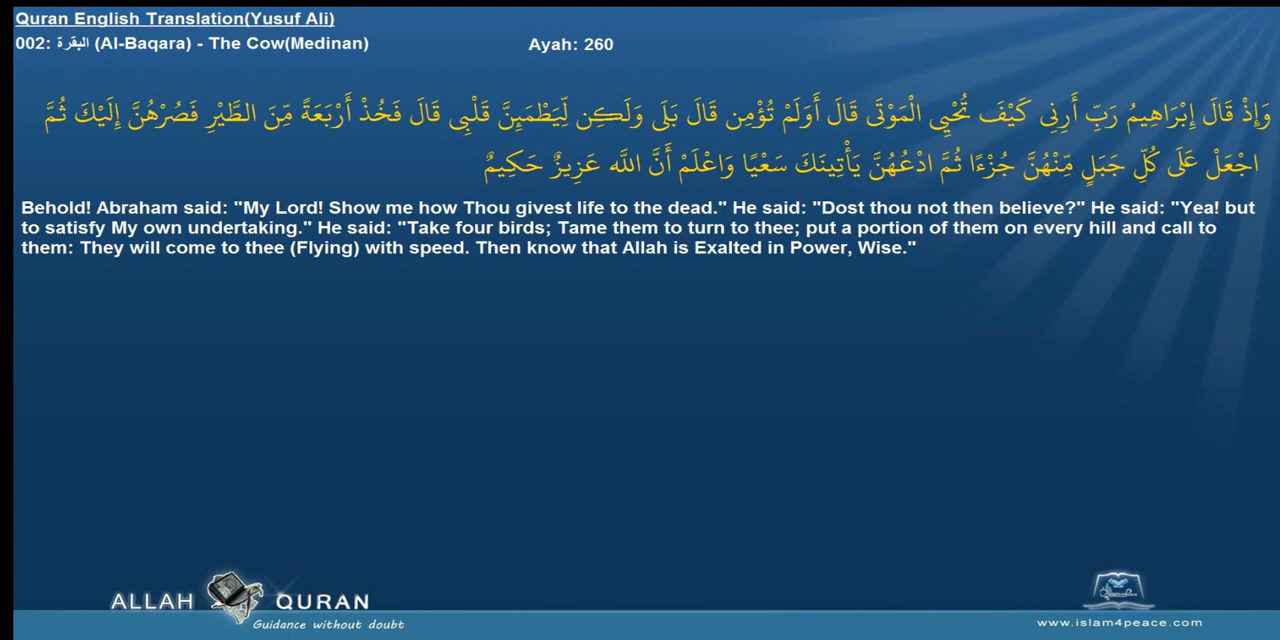 Quran English Translation(Yusuf Ali)
002: البقرة (Al-Baqara) - The Cow(Medinan)
Ayah: 260
وَإِذْ قَالَ إِبْرَاهِيمُ رَبِّ أَرِنِى كَيْفَ تُحْيِى الْمَوْتَى قَالَ أَوَلَمْ تُؤْمِن قَالَ بَلَى وَلَكِن لِّيَطْمَئِنَّ قَلْبِى قَالَ فَخُذْ أَرْبَعَةً مِّنَ الطَّيْرِ فَصُرْهُنَّ إِلَيْكَ ثُمَّ
اجْعَلْ عَلَى كُلِّ جَبَلٍ مِّنْهُنَّ جُزْءًا ثُمَّ ادْعُهُنَّ يَأْتِينَكَ سَعْيًا وَاعْلَمْ أَنَّ اللَّه عَزِيزٌ حَكِيمٌ
Behold! Abraham said: "My Lord! Show me how Thou givest life to the dead." He said: "Dost thou not then believe?" He said: "Yea! but
to satisfy My own undertaking." He said: "Take four birds; Tame them to turn to thee; put a portion of them on every hill and call to
them: They will come to thee (Flying) with speed. Then know that Allah is Exalted in Power, Wise."
ALLAH QURAN
Guidance without doubt
www.islam4peace.com